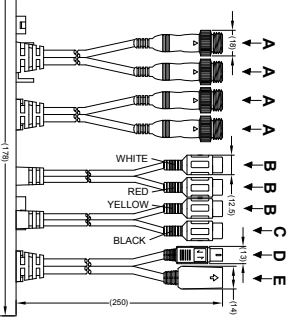 A
(18)
A
A
A
WHITE
B
RED
B
(12.5)
YELLOW
B
BLACK
C
D
(13)
E
(14)
(250)
(178)